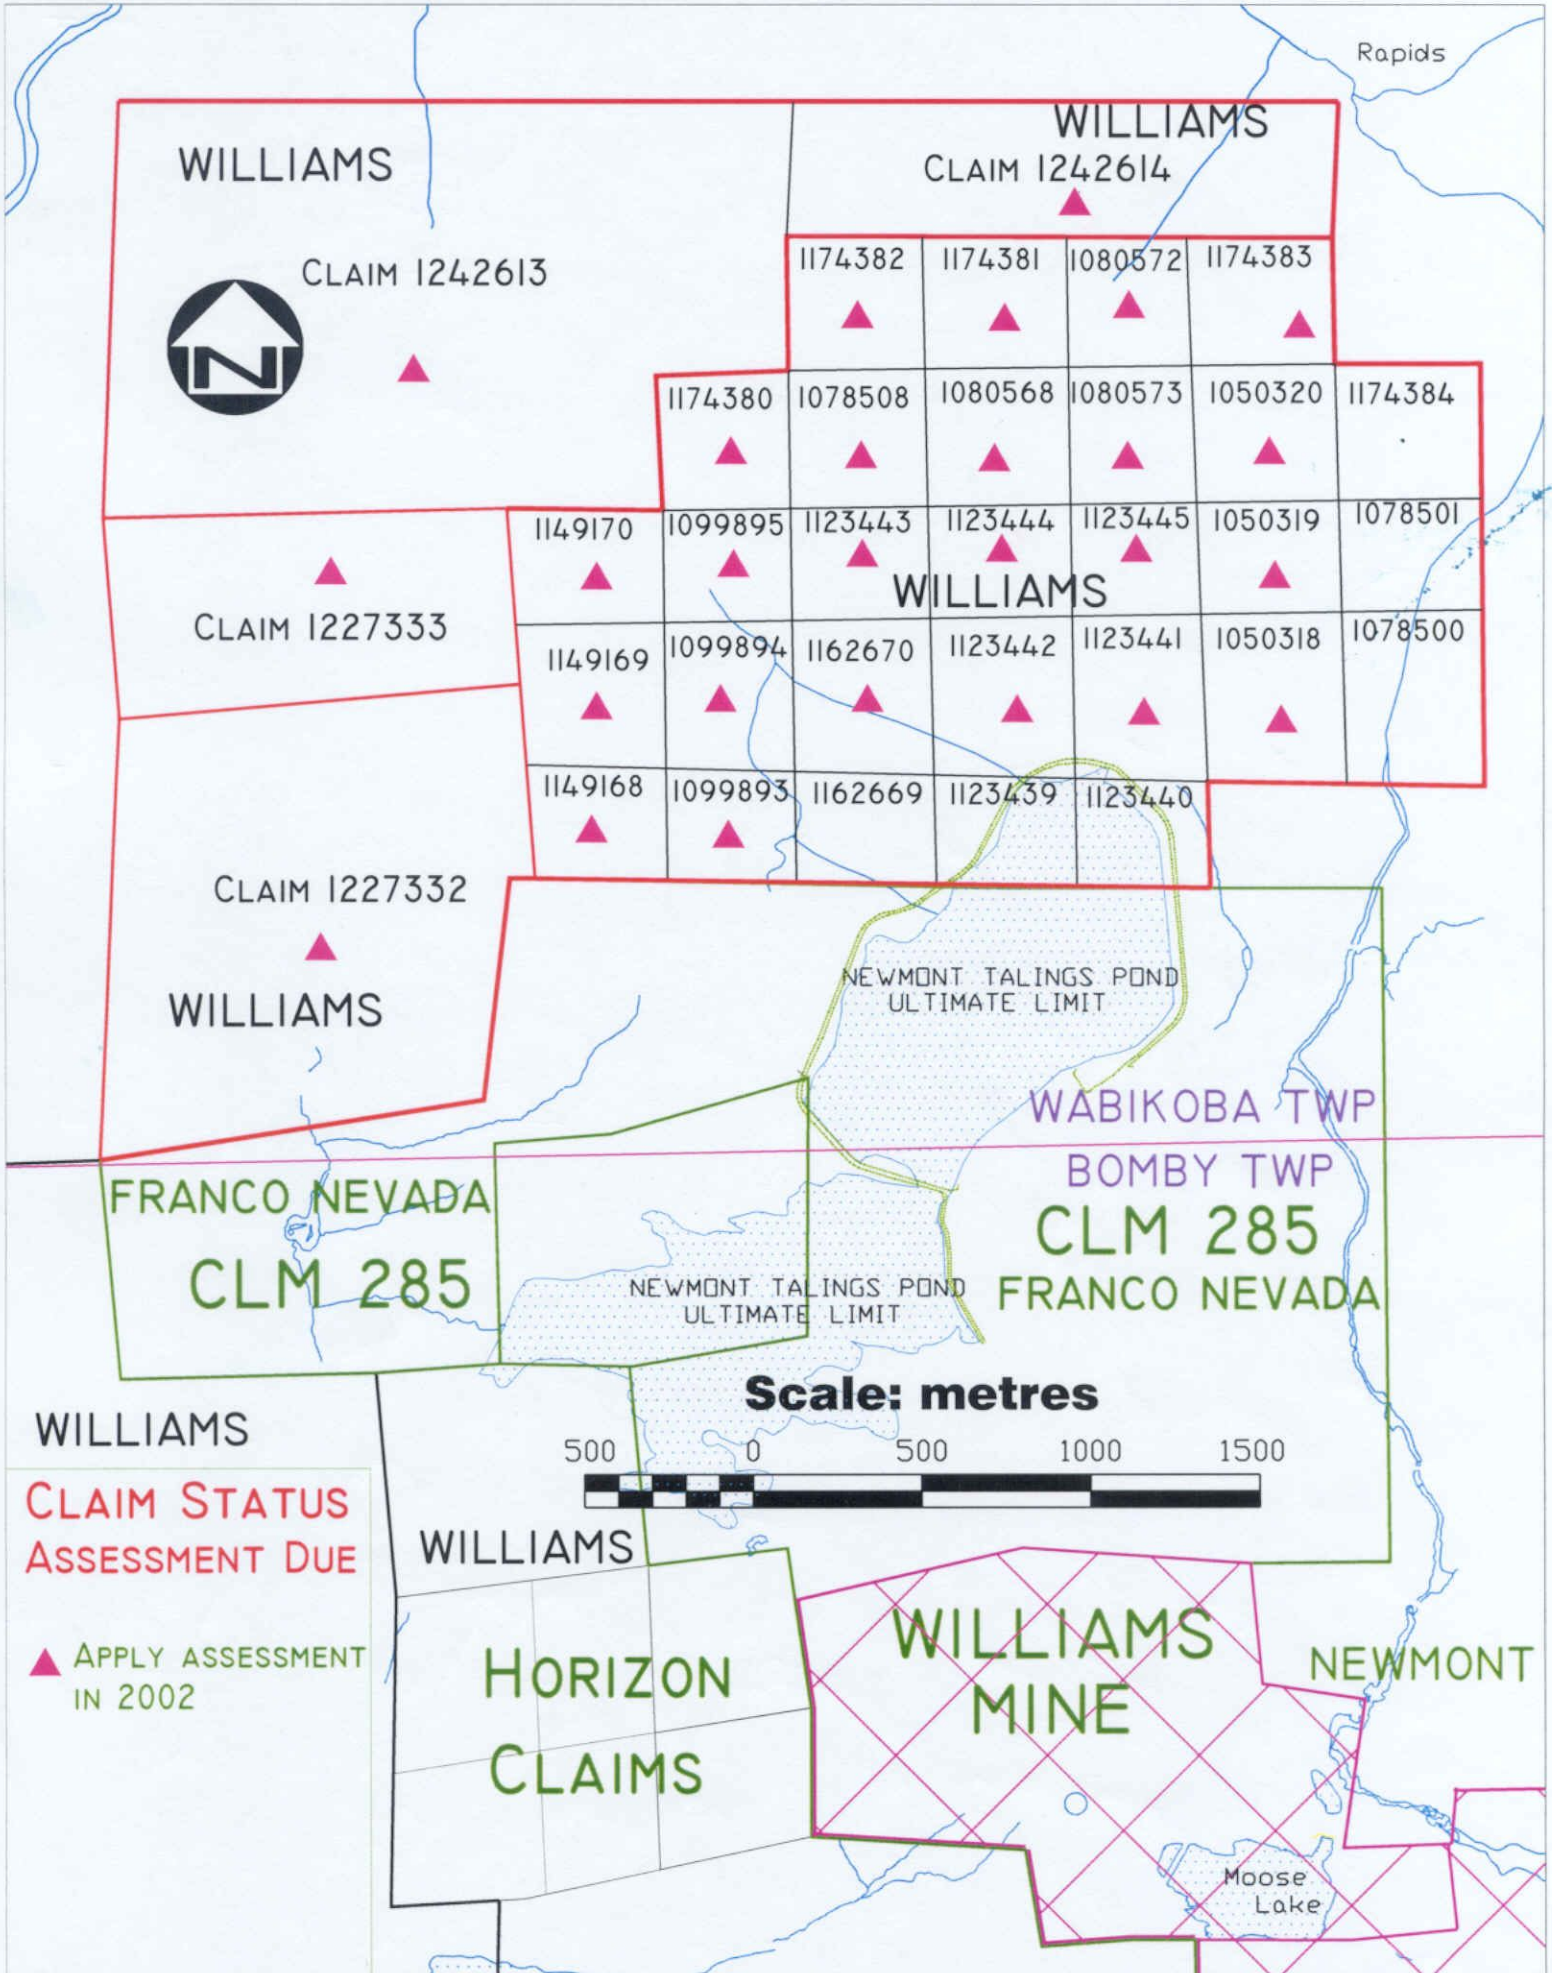 Rapids
WILLIAMS
WILLIAMS
CLAIM 1242614
CLAIM 1242613
N
1174382 1174381 1080572 1174383
1174380 1078508 1080568 1080573 1050320 1174384
1149170 1099895 1123443 1123444 1123445 1050319 1078501
WILLIAMS
CLAIM 1227333
1149169 1099894 1162670 1123442 1123441 1050318 1078500
1149168 1099893 1162669 1123439 1123440
CLAIM 1227332
WILLIAMS
NEWMONT TALINGS POND
ULTIMATE LIMIT
WABIKOBA TWP
BOMBY TWP
FRANCO NEVADA
CLM 285
CLM 285
FRANCO NEVADA
NEWMONT TALINGS POND
ULTIMATE LIMIT
Scale: metres
500 0 500 1000 1500
WILLIAMS
CLAIM STATUS
ASSESSMENT DUE
APPLY ASSESSMENT
IN 2002
WILLIAMS
HORIZON
CLAIMS
WILLIAMS
MINE
NEWMONT
Moose
Lake